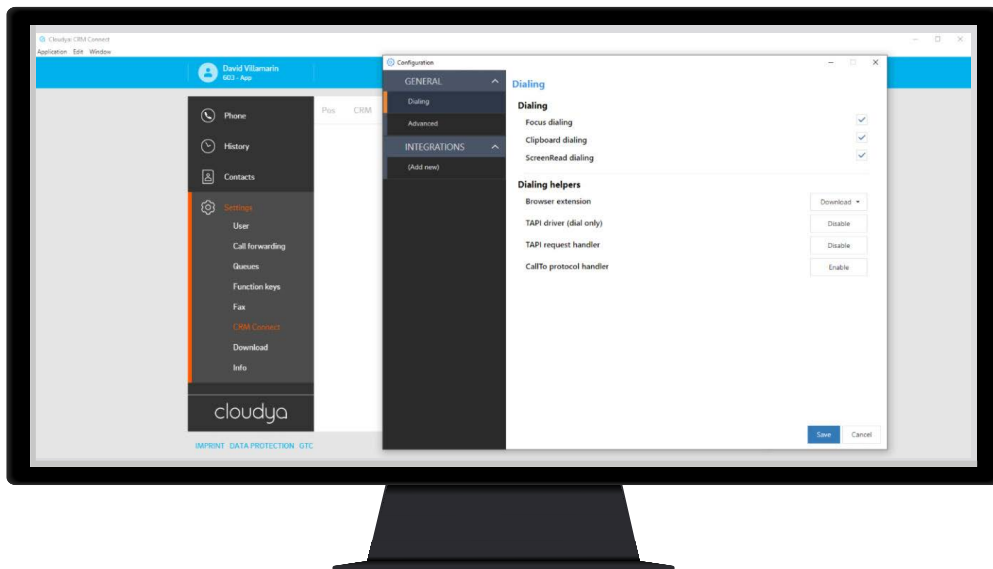 Cloudya CRM Connect
Application Edit Window
David Villamarin
603 - App
Phone
History
Contacts
Settings
User
Call forwarding
Queues
Function keys
Fax
CRM Connect
Download
Info
cloudya
IMPRINT DATA PROTECTION GTC
Pos CRM
Configuration
GENERAL
Dialing
Advanced
INTEGRATIONS
(Add new)
Dialing
Dialing
Focus dialing
Clipboard dialing
ScreenRead dialing
Dialing helpers
Browser extension Download
TAPI driver (dial only) Disable
TAPI request handler Disable
CallTo protocol handler Enable
Save Cancel